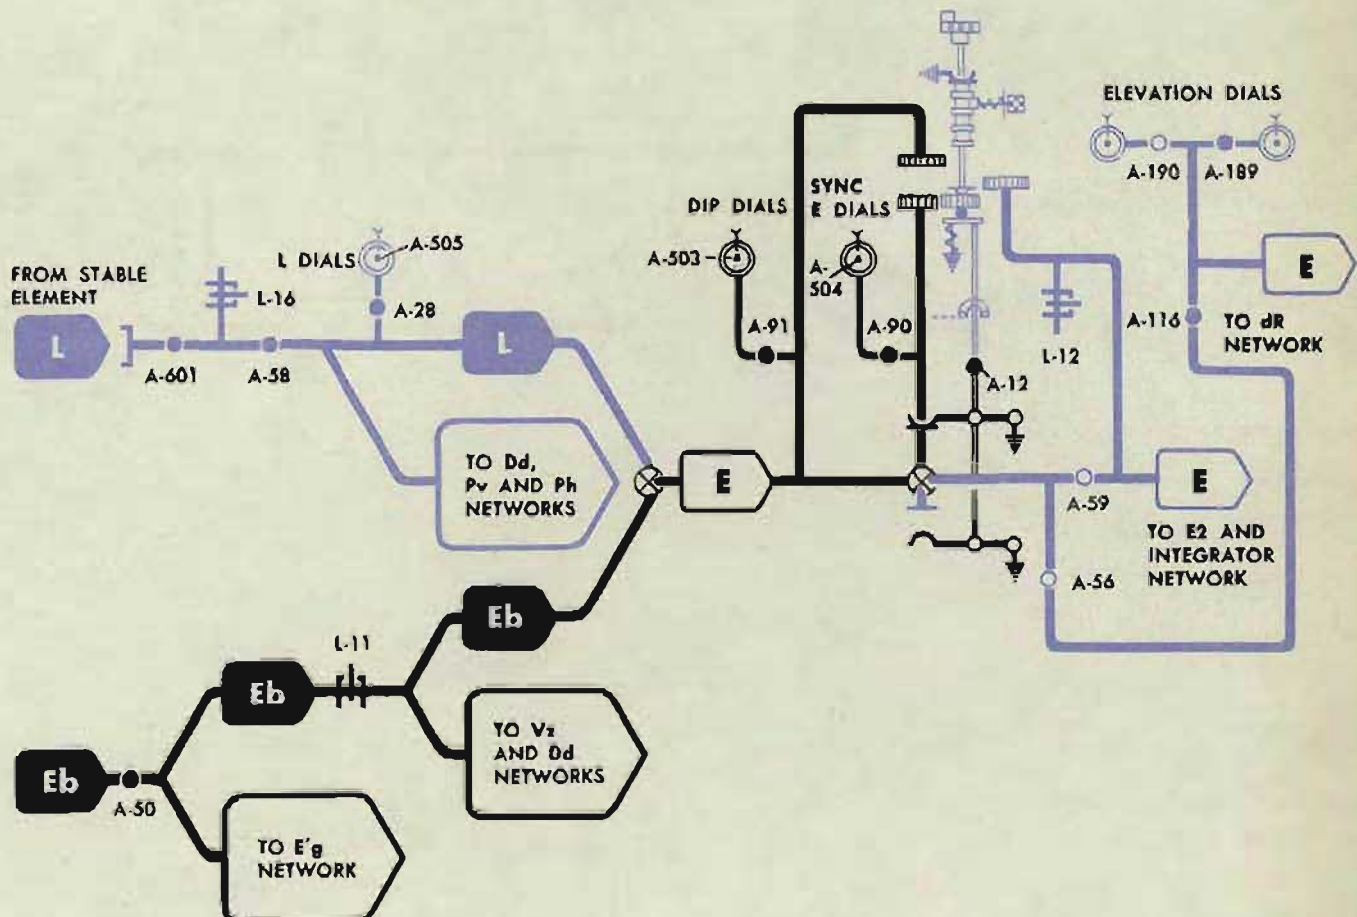 ELEVATION DIALS
A-190
A-189
DIP DIALS
SYNC
E DIALS
A-503
A-
504
A-505
L DIALS
FROM STABLE
ELEMENT
L-16
A-28
E
L
L
A-601
A-58
A-91
A-90
L-12
A-116
TO dR
NETWORK
A-12
TO Dd,
Pv AND Ph
NETWORKS
E
A-59
E
TO E2 AND
INTEGRATOR
NETWORK
A-56
Eb
L-11
Eb
TO Vz
AND Dd
NETWORKS
Eb
A-50
TO E'g
NETWORK